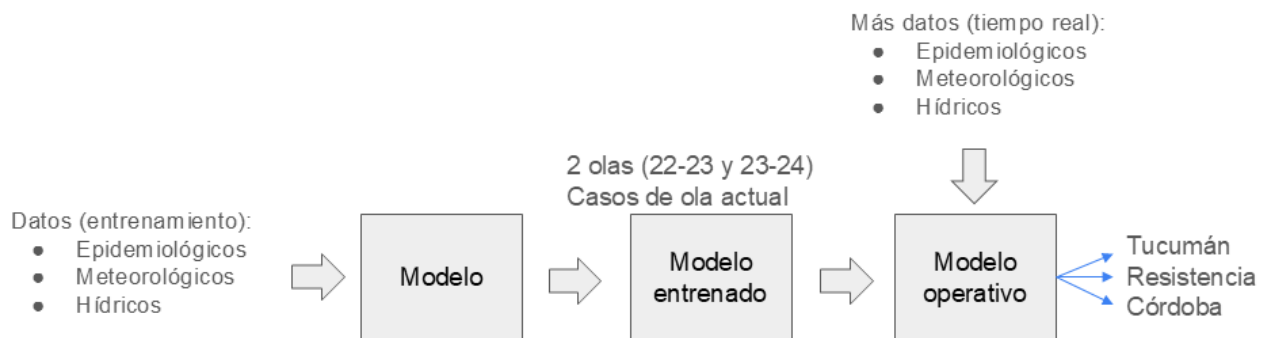 Más datos (tiempo real):
● Epidemiológicos
● Meteorológicos
● Hídricos
2 olas (22-23 y 23-24)
Casos de ola actual
Datos (entrenamiento):
● Epidemiológicos
● Meteorológicos
● Hídricos
Modelo
Modelo
entrenado
Modelo
operativo
Tucumán
Resistencia
Córdoba